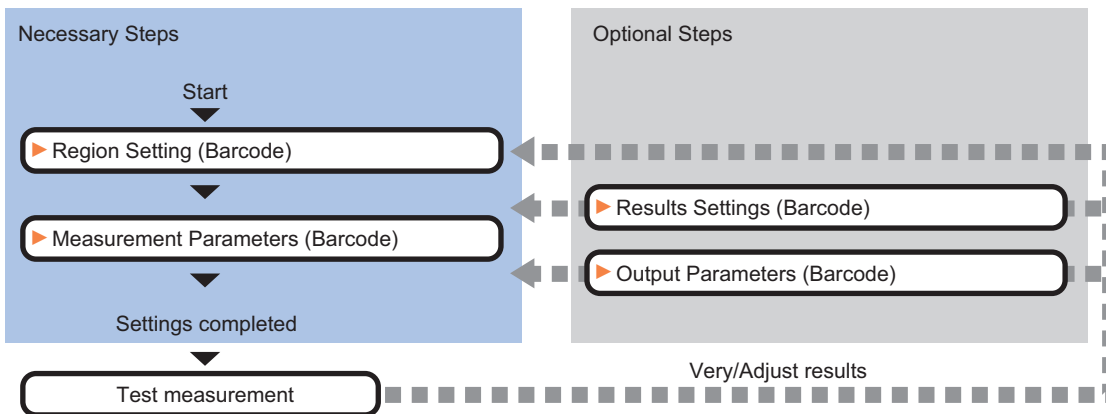 Necessary Steps
Start
Region Setting (Barcode)
Measurement Parameters (Barcode)
Settings completed
Test measurement
Optional Steps
Results Settings (Barcode)
Output Parameters (Barcode)
Very/Adjust results